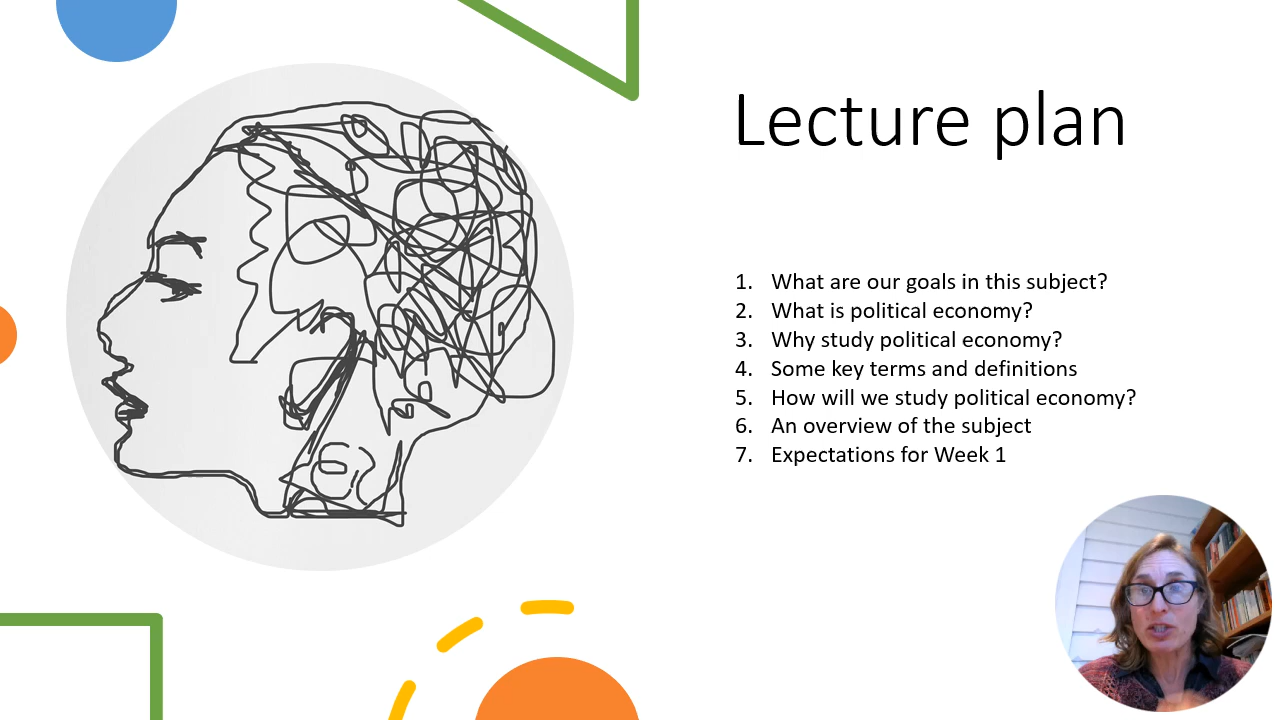 Lecture plan
1. What are our goals in this subject?
2. What is political economy?
3. Why study political economy?
4. Some key terms and definitions
5. How will we study political economy?
6. An overview of the subject
7. Expectations for Week 1